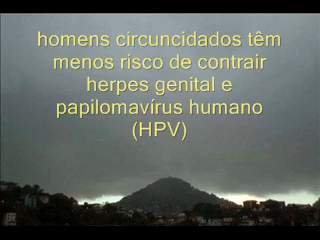 homens circuncidados têm
menos risco de contrair
herpes genital e
papilomavírus humano
(HPV)